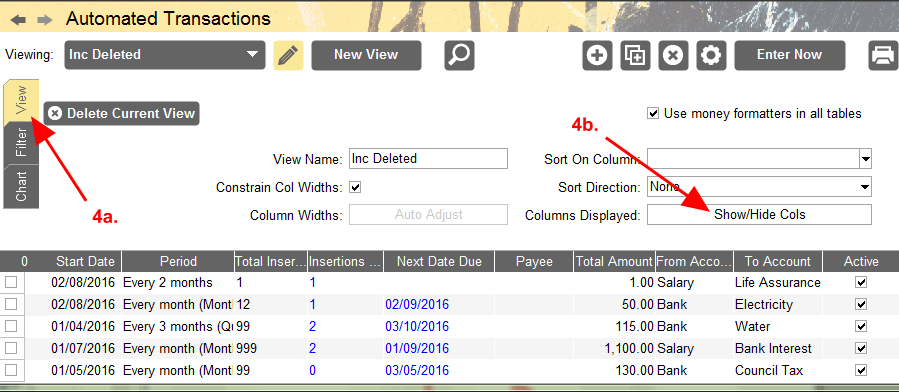 Automated Transactions
Viewing: Inc Deleted New View Enter Now
View
Filter
Chart
Delete Current View
Use money formatters in all tables
4a.
4b.
View Name: Inc Deleted Sort On Column:
Constrain Col Widths: Sort Direction: None
Column Widths: Auto Adjust Columns Displayed: Show/Hide Cols
0 Start Date Period Total Inser... Insertions ... Next Date Due Payee Total Amount From Acco... To Account Active
02/08/2016 Every 2 months 1 1 1.00 Salary Life Assurance
02/08/2016 Every month (Mont 12 1 02/09/2016 50.00 Bank Electricity
01/04/2016 Every 3 months (Qu 99 2 03/10/2016 115.00 Bank Water
01/07/2016 Every month (Mont 999 2 01/09/2016 1,100.00 Salary Bank Interest
01/05/2016 Every month (Mont 99 0 03/05/2016 130.00 Bank Council Tax